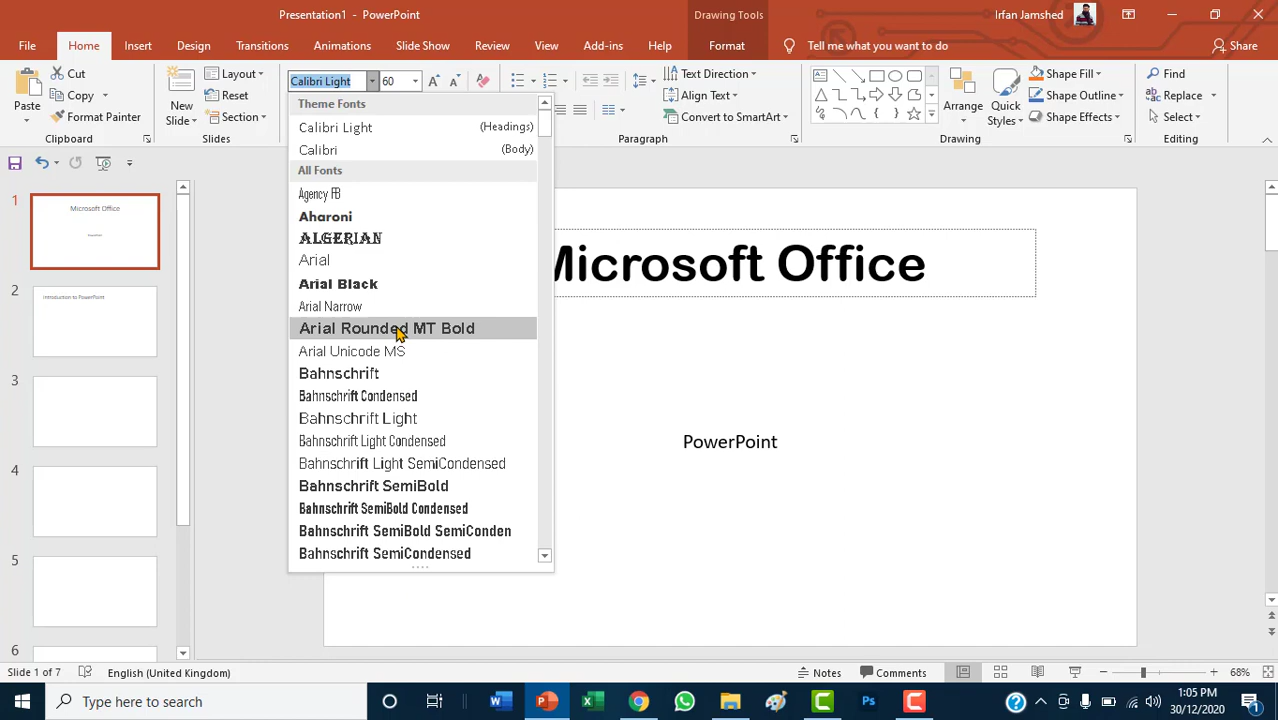 Presentation1 - PowerPoint
Drawing Tools
Irfan Jamshed
File Home Insert Design Transitions Animations Slide Show Review View Add-ins Help Format Tell me what you want to do Share
Paste
Cut
Copy
Format Painter
Clipboard
New Slide
Layout
Reset
Section
Slides
Calibri Light 60
Text Direction
Align Text
Convert to SmartArt
Paragraph
Arrange
Quick Styles
Shape Fill
Shape Outline
Shape Effects
Drawing
Find
Replace
Select
Editing
Theme Fonts
Calibri Light (Headings)
Calibri (Body)
All Fonts
Agency FB
Aharoni
ALGERIAN
Arial
Arial Black
Arial Narrow
Arial Rounded MT Bold
Arial Unicode MS
Bahnschrift
Bahnschrift Condensed
Bahnschrift Light
Bahnschrift Light Condensed
Bahnschrift Light SemiCondensed
Bahnschrift SemiBold
Bahnschrift SemiBold Condensed
Bahnschrift SemiBold SemiConden
Bahnschrift SemiCondensed
1
Microsoft Office
2
Introduction to PowerPoint
3
4
5
6
Microsoft Office
PowerPoint
Slide 1 of 7 English (United Kingdom) Notes Comments 68%
Type here to search
1:05 PM
30/12/2020